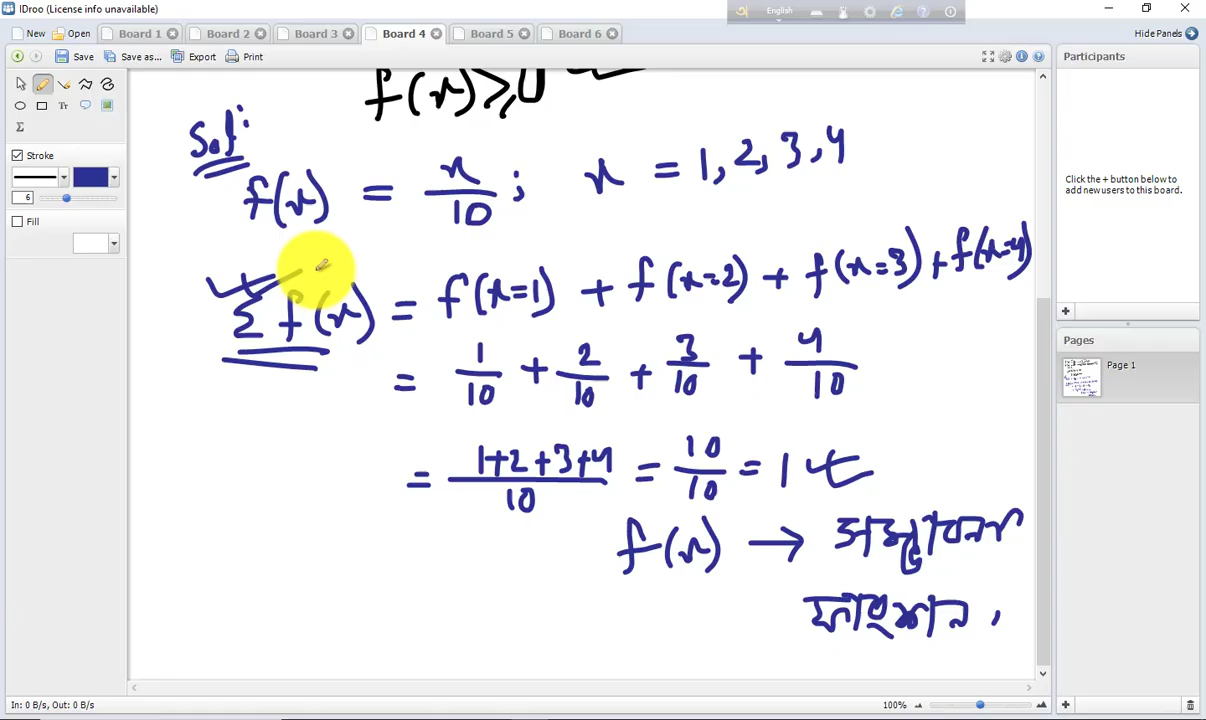 IDroo (License info unavailable)
English
New Open Board 1 Board 2 Board 3 Board 4 Board 5 Board 6 Hide Panels
Save Save as... Export Print
Participants
Click the + button below to
add new users to this board.
Stroke
6
Fill
Pages
Page 1
f(x)≥0
Sol:
f(x) = x/10 ; x = 1, 2, 3, 4
Σ f(x) = f(x=1) + f(x=2) + f(x=3) + f(x=4)
= 1/10 + 2/10 + 3/10 + 4/10
= 1+2+3+4/10 = 10/10 = 1
f(x) →
ফাংশন ,
In: 0 B/s, Out: 0 B/s
100%